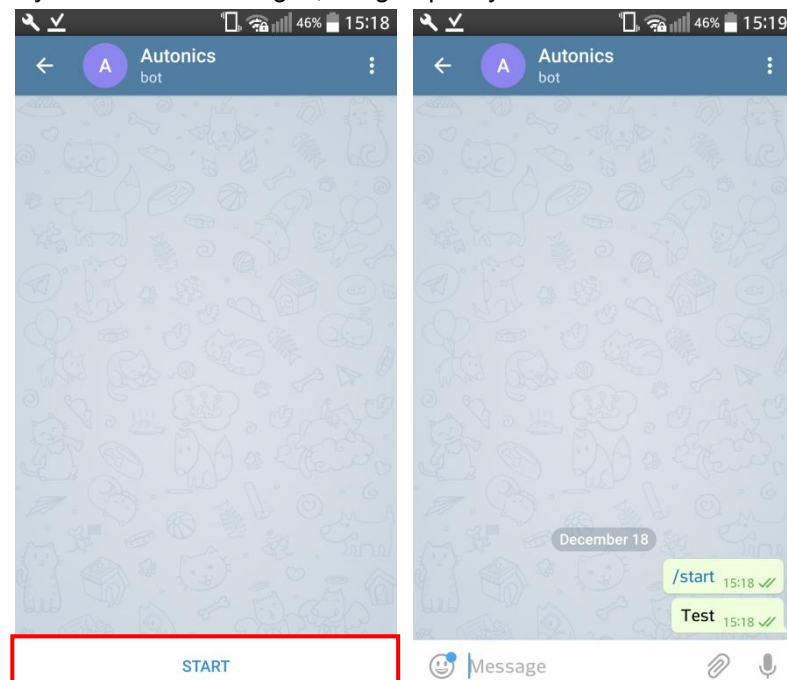 46% 15:18
A
Autonics
bot
START
46% 15:19
A
Autonics
bot
December 18
/start 15:18
Test 15:18
Message